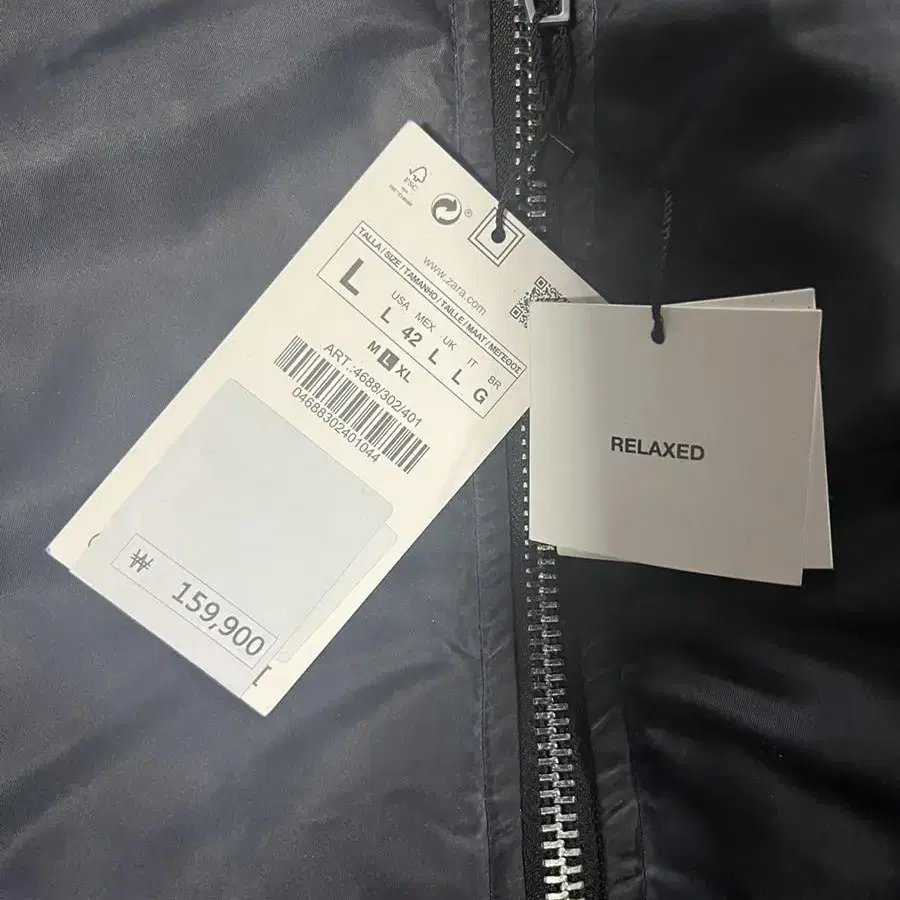 FSC
®
www.zara.com
TALLA/SIZE/TAMANHO/TAILLE/MAAT/ΜΕΓΕΘΟΣ
L
USA MEX UK IT BR
L 42 L L G
M L XL
ART.:4688/302/401
04688302401044
₩ 159,900
RELAXED